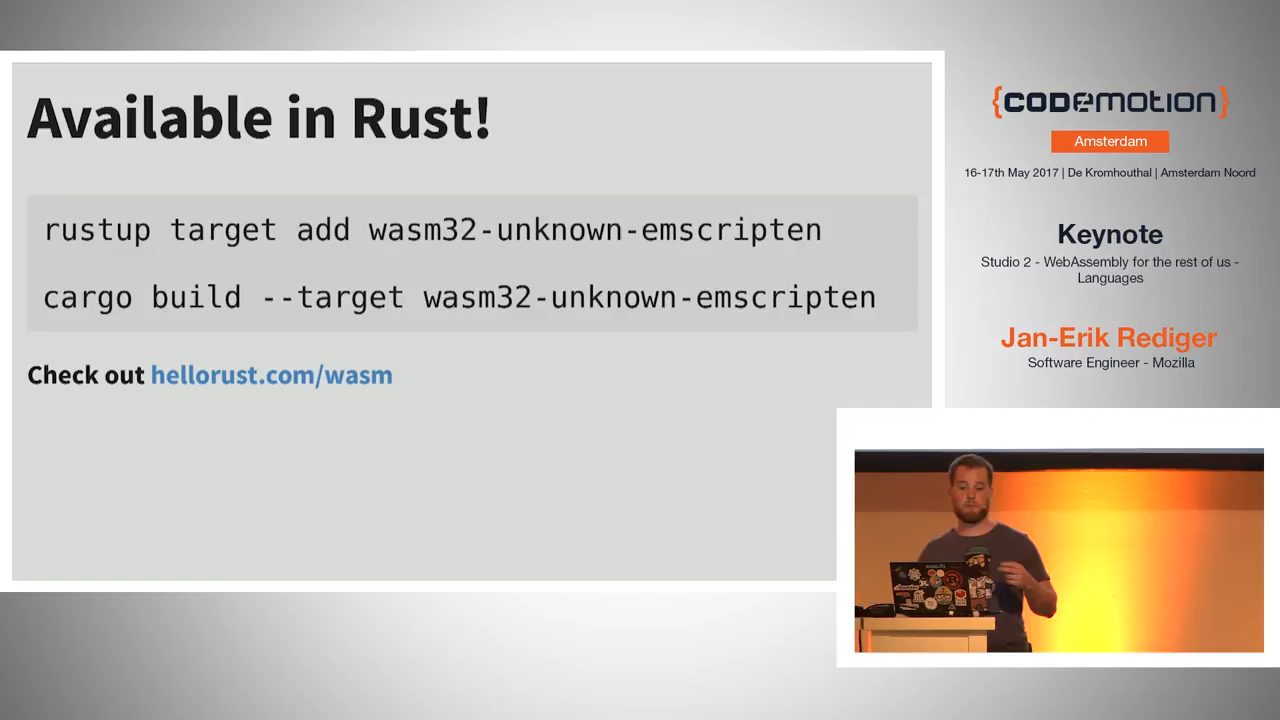 Available in Rust!
rustup target add wasm32-unknown-emscripten
cargo build --target wasm32-unknown-emscripten
Check out hellorust.com/wasm
{CODEMOTION}
Amsterdam
16-17th May 2017 | De Kromhouthal | Amsterdam Noord
Keynote
Studio 2 - WebAssembly for the rest of us -
Languages
Jan-Erik Rediger
Software Engineer - Mozilla